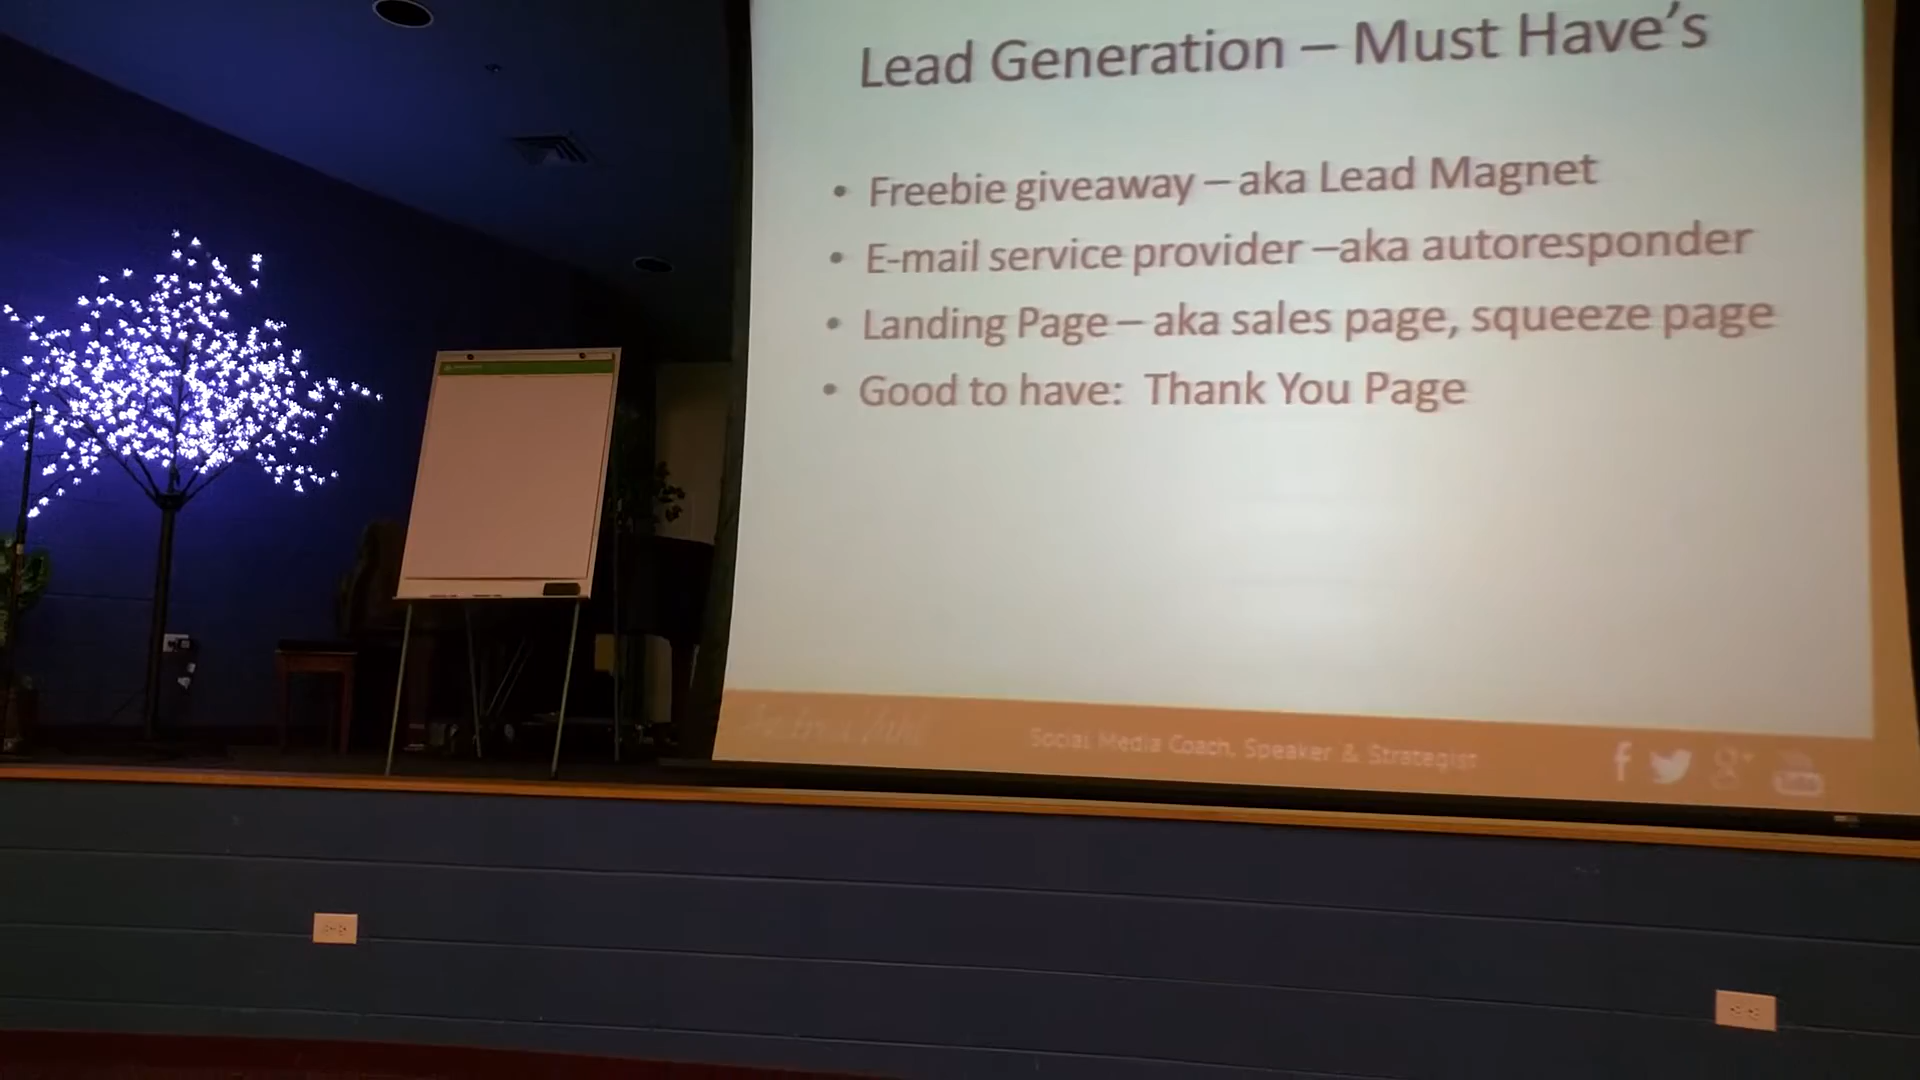 Lead Generation – Must Have's
• Freebie giveaway – aka Lead Magnet
• E-mail service provider –aka autoresponder
• Landing Page – aka sales page, squeeze page
• Good to have:  Thank You Page
Social Media Coach, Speaker & Strategist